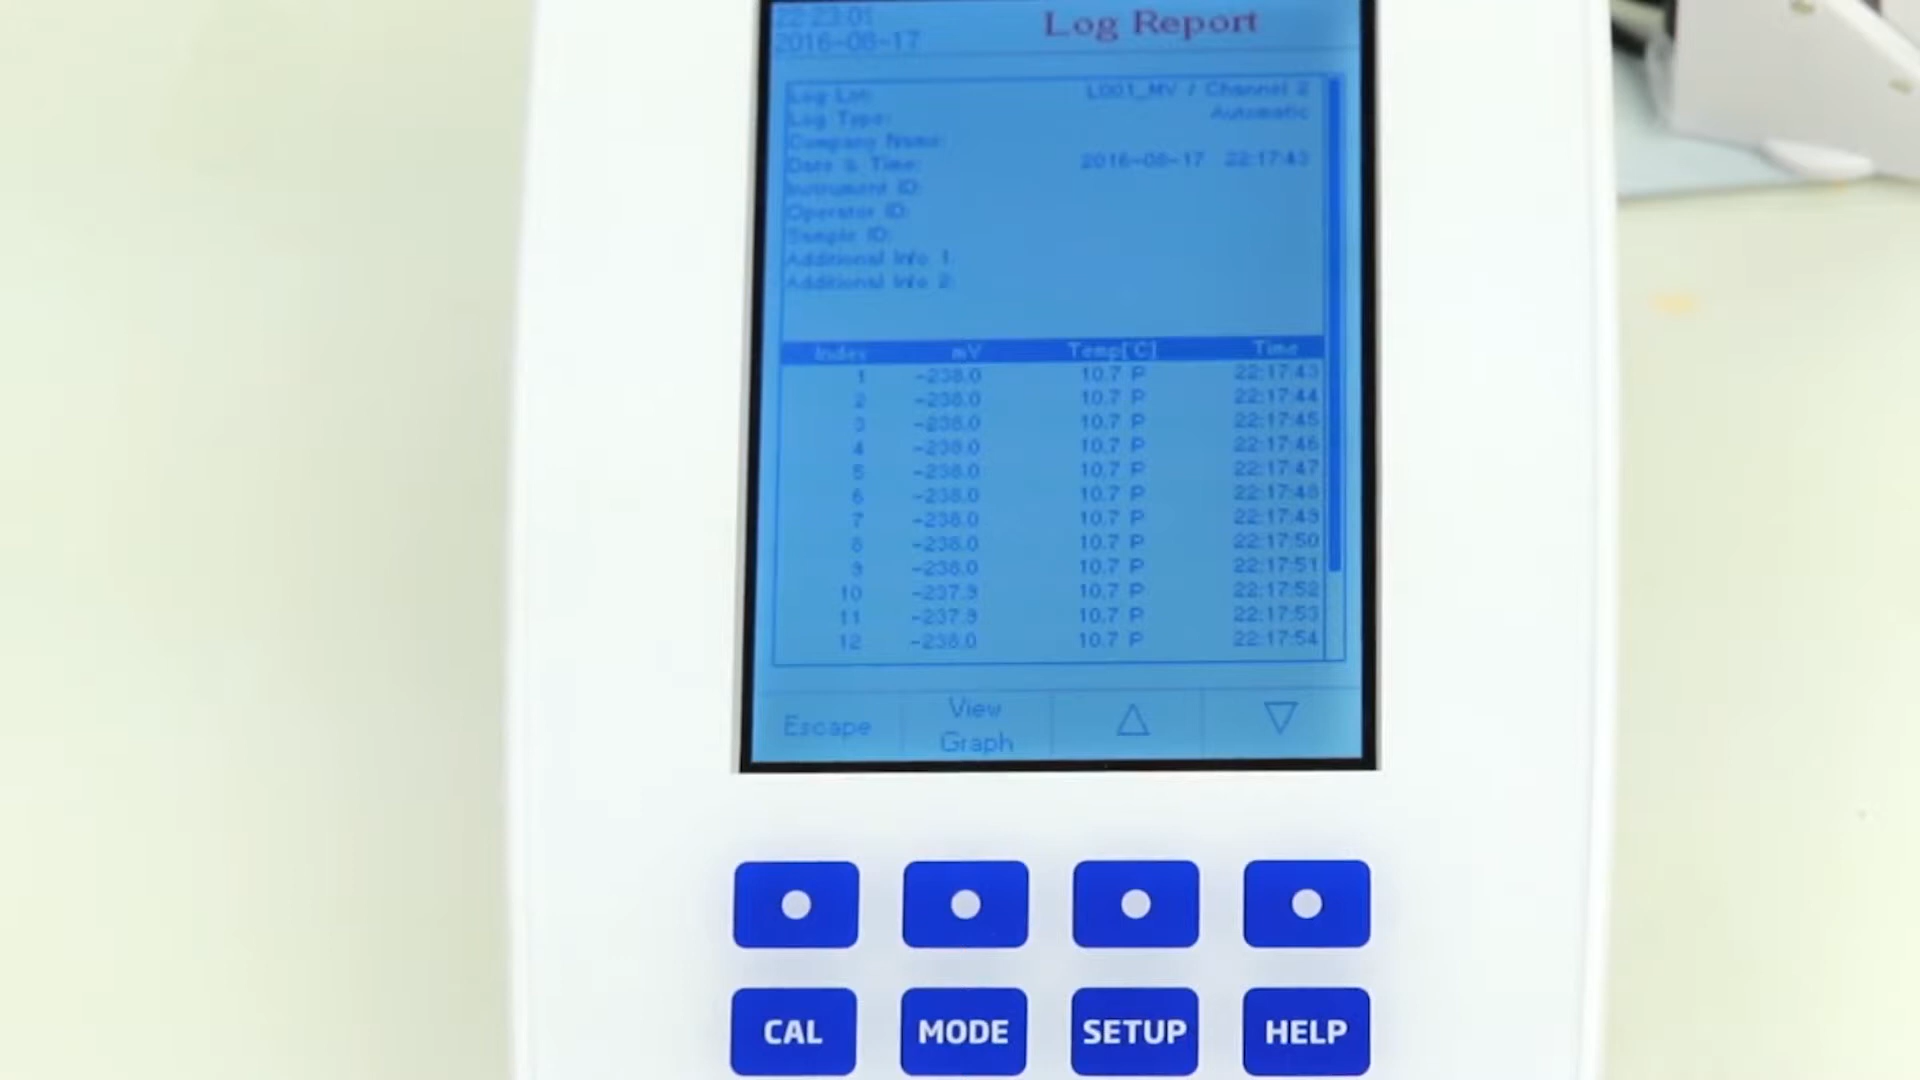 22:23:01
2016-08-17
Log Report
Log Lot: L001_MV / Channel 2
Log Type: Automatic
Company Name:
Date & Time: 2016-08-17 22:17:43
Instrument ID:
Operator ID:
Sample ID:
Additional Info 1:
Additional Info 2:
Index mV Temp[°C] Time
1 -238.0 10.7 P 22:17:43
2 -238.0 10.7 P 22:17:44
3 -238.0 10.7 P 22:17:45
4 -238.0 10.7 P 22:17:46
5 -238.0 10.7 P 22:17:47
6 -238.0 10.7 P 22:17:48
7 -238.0 10.7 P 22:17:49
8 -238.0 10.7 P 22:17:50
9 -238.0 10.7 P 22:17:51
10 -237.9 10.7 P 22:17:52
11 -237.9 10.7 P 22:17:53
12 -238.0 10.7 P 22:17:54
Escape
View
Graph
CAL MODE SETUP HELP